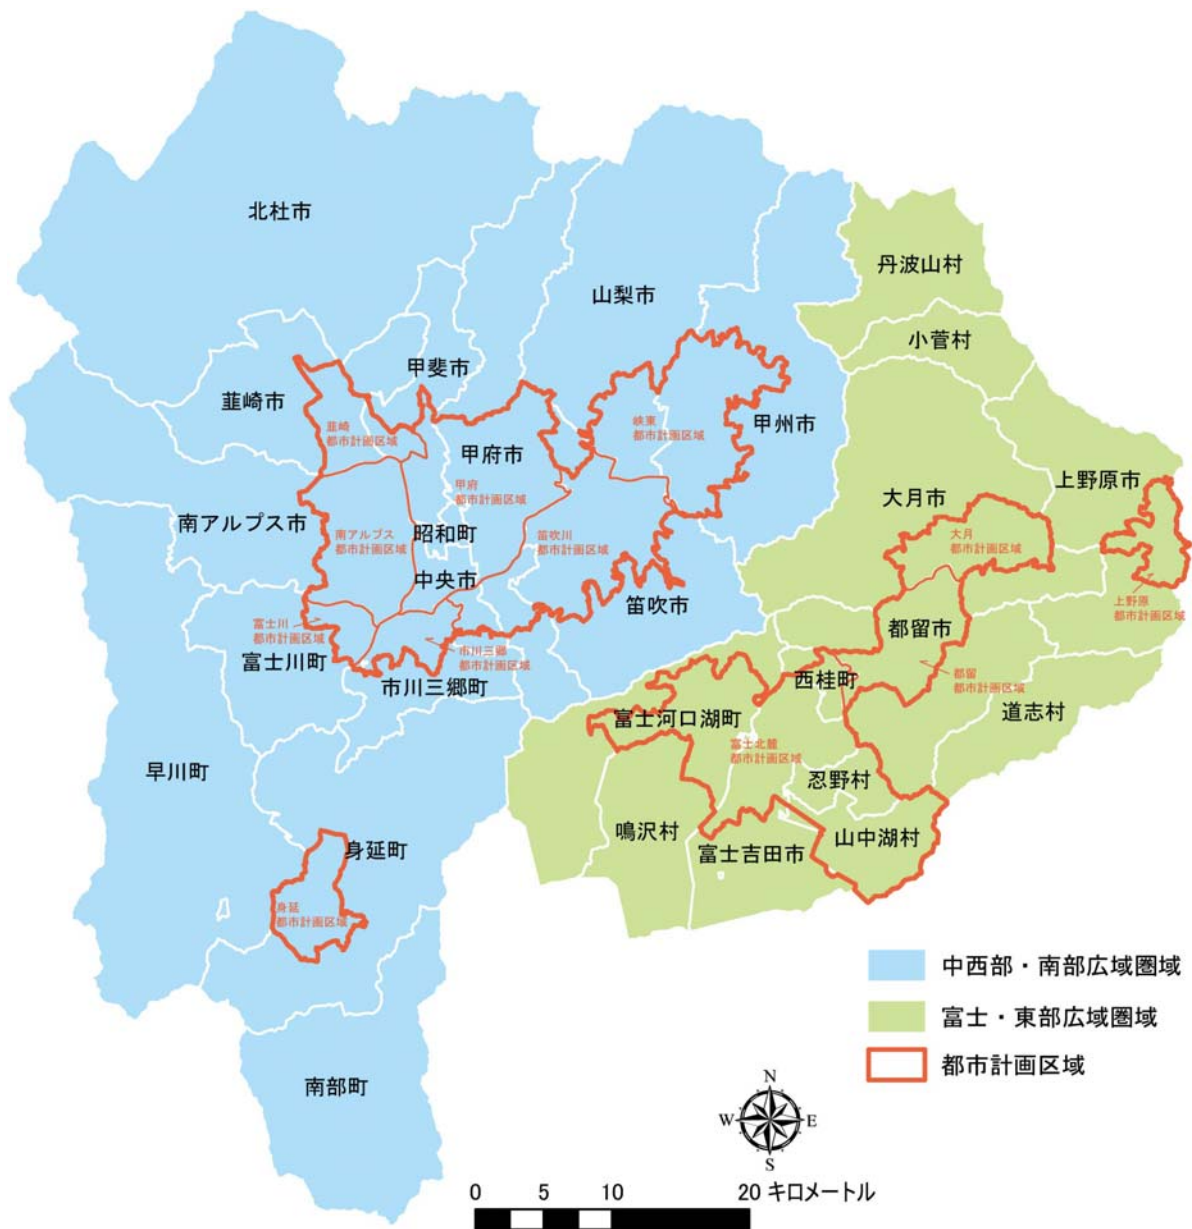 北杜市
丹波山村
山梨市
小菅村
甲斐市
韮崎市
韮崎
都市計画区域
峡東
都市計画区域
甲州市
甲府市
上野原市
甲府
都市計画区域
大月市
南アルプス市
南アルプス
都市計画区域
昭和町
笛吹川
都市計画区域
大月
都市計画区域
中央市
笛吹市
上野原
都市計画区域
富士川
都市計画区域
都留市
富士川町
市川三郷
都市計画区域
市川三郷町
西桂町
都留
都市計画区域
道志村
富士河口湖町
富士北麓
都市計画区域
早川町
忍野村
鳴沢村
山中湖村
身延町
富士吉田市
身延
都市計画区域
中西部・南部広域圏域
富士・東部広域圏域
都市計画区域
南部町
N
W E
S
0 5 10 20 キロメートル